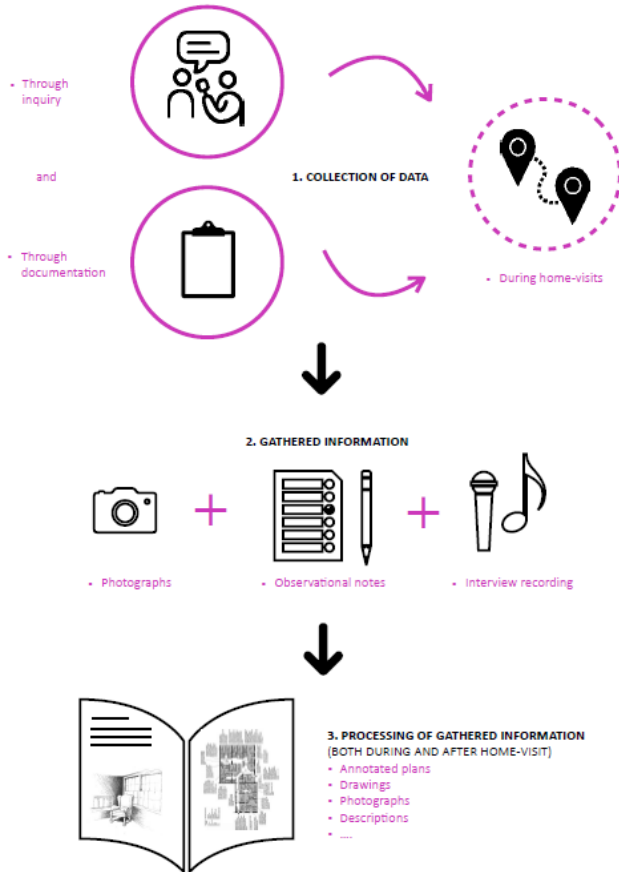 • Through
inquiry
and
1. COLLECTION OF DATA
• Through
documentation
• During home-visits
2. GATHERED INFORMATION
• Photographs
• Observational notes
• Interview recording
3. PROCESSING OF GATHERED INFORMATION
(BOTH DURING AND AFTER HOME-VISIT)
• Annotated plans
• Drawings
• Photographs
• Descriptions
• ....